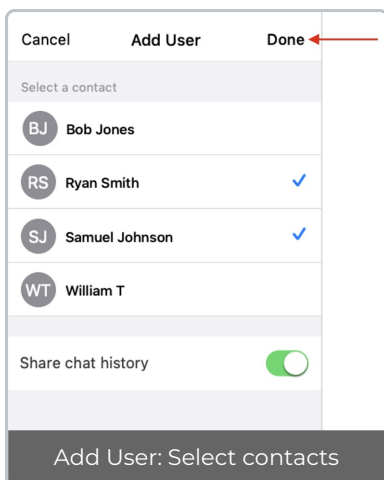 Cancel Add User Done
Select a contact
BJ Bob Jones
RS Ryan Smith
SJ Samuel Johnson
WT William T
Share chat history
Add User: Select contacts